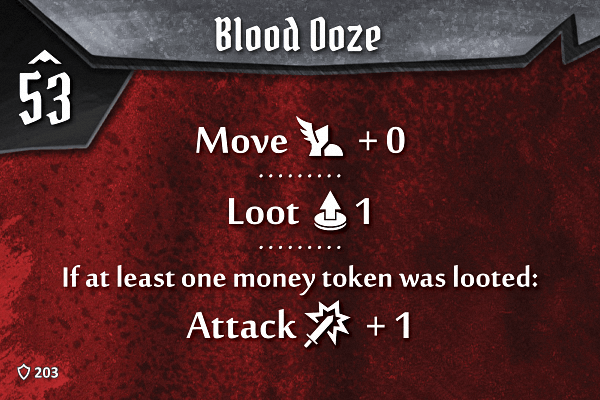 Blood Ooze
53
Move + 0
Loot 1
If at least one money token was looted:
Attack + 1
203